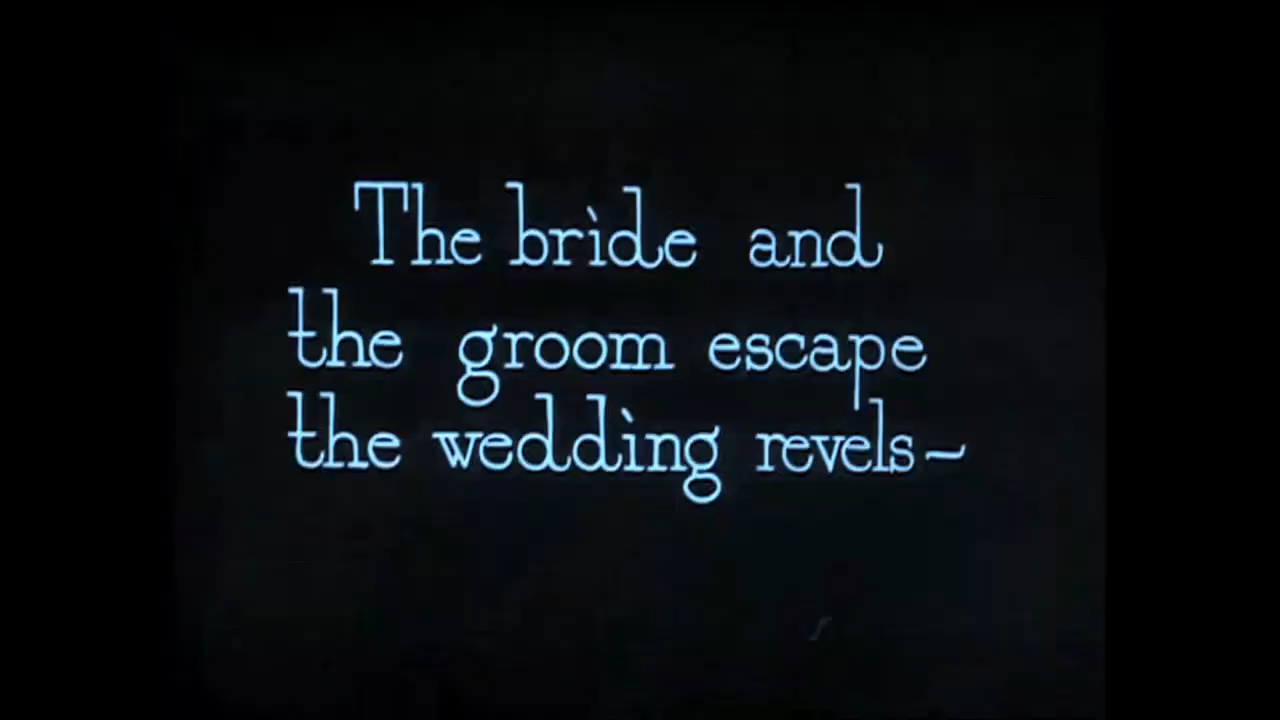 The bride and
the groom escape
the wedding revels~